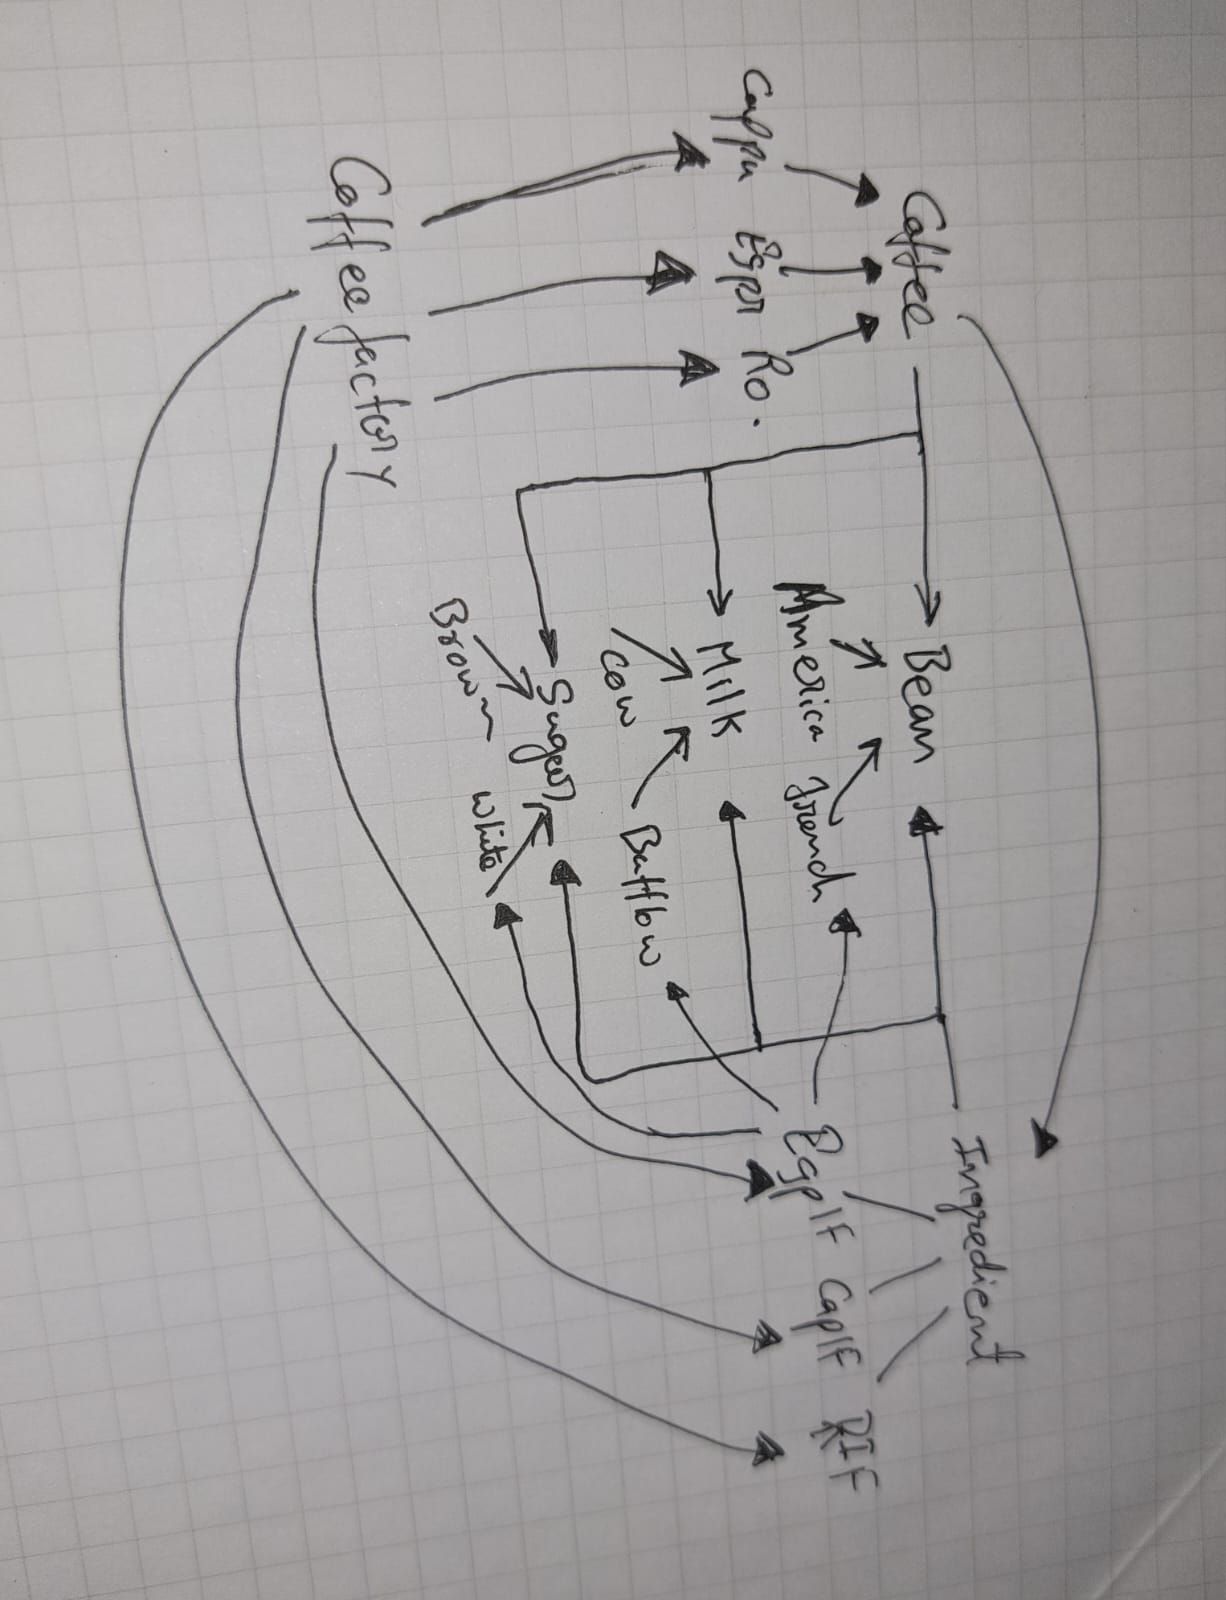 Ingredient
Coffee Bean
America French EspIF CapIF RIF
Cappu Espr Ro.
Milk
Cow Bufflow
Sugar
Brown White
Coffee factory